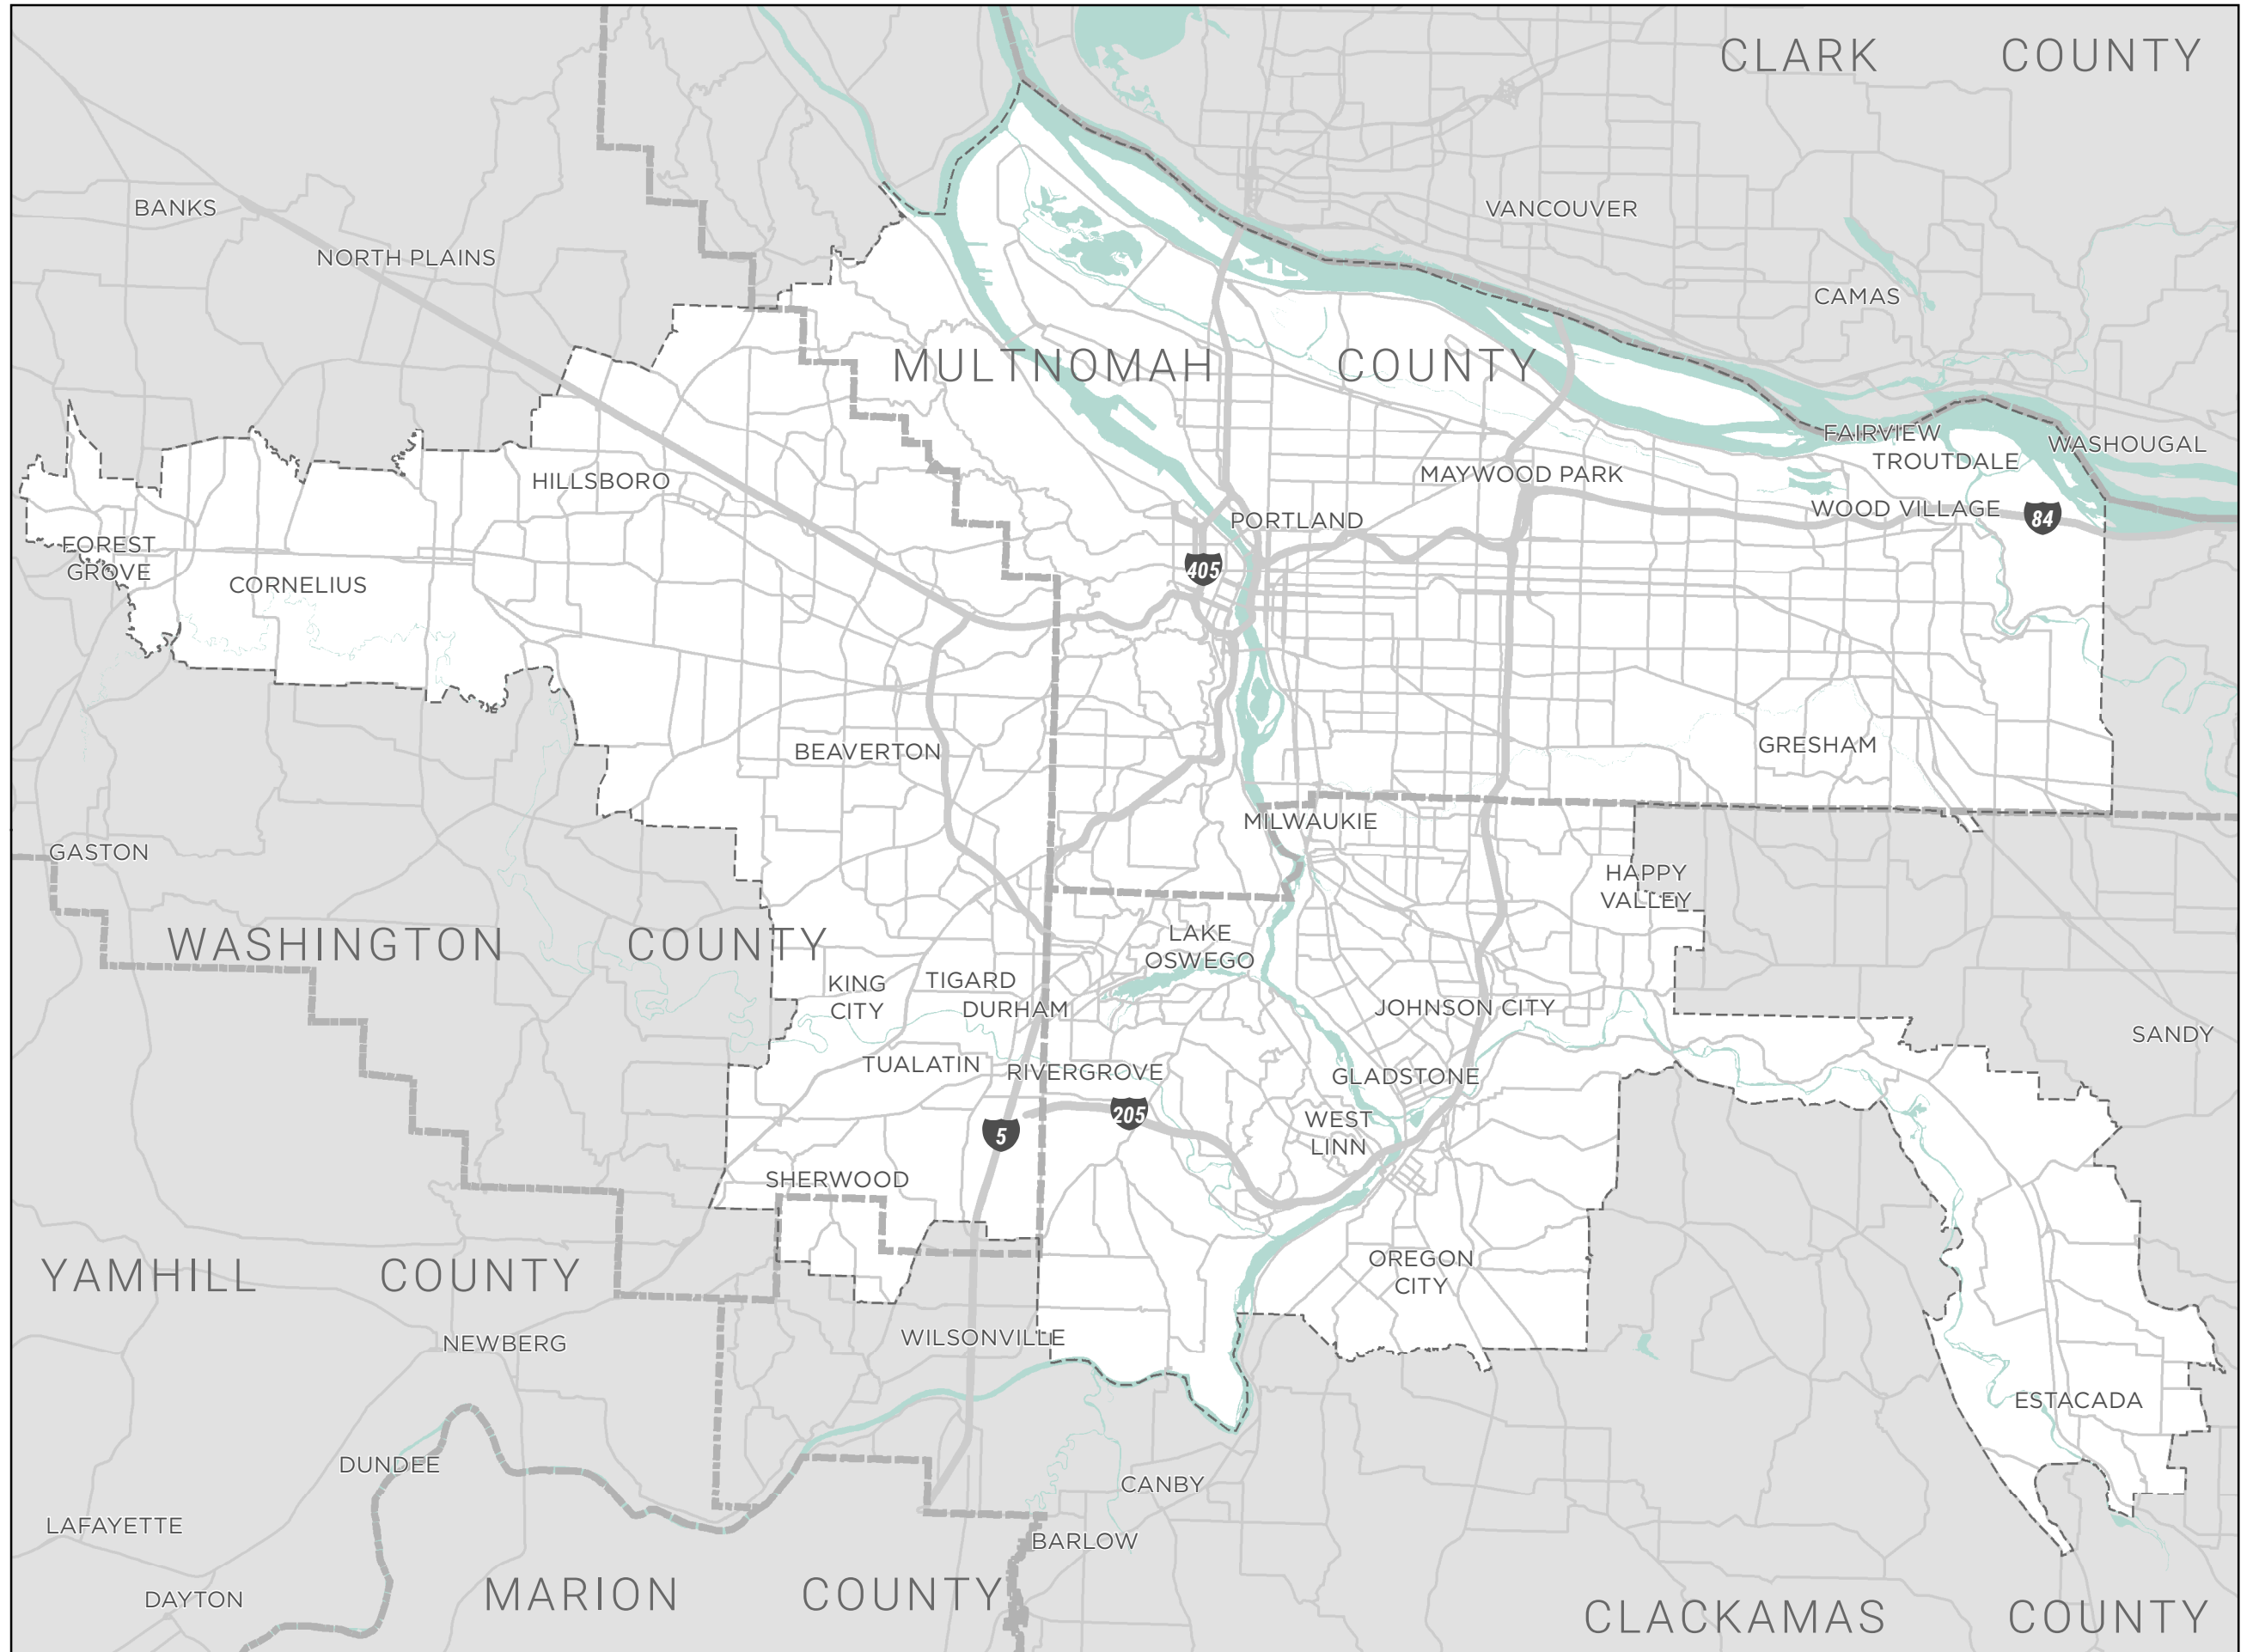 CLARK COUNTY
BANKS
VANCOUVER
NORTH PLAINS
CAMAS
MULTNOMAH COUNTY
FAIRVIEW
WASHOUGAL
TROUTDALE
MAYWOOD PARK
HILLSBORO
WOOD VILLAGE
84
PORTLAND
FOREST
GROVE
405
CORNELIUS
GRESHAM
BEAVERTON
MILWAUKIE
GASTON
HAPPY
VALLEY
LAKE
OSWEGO
WASHINGTON COUNTY
TIGARD
KING
CITY
DURHAM
JOHNSON CITY
SANDY
TUALATIN
RIVERGROVE
GLADSTONE
205
WEST
LINN
5
SHERWOOD
OREGON
CITY
YAMHILL COUNTY
WILSONVILLE
NEWBERG
ESTACADA
DUNDEE
CANBY
LAFAYETTE
BARLOW
DAYTON
MARION COUNTY
CLACKAMAS COUNTY